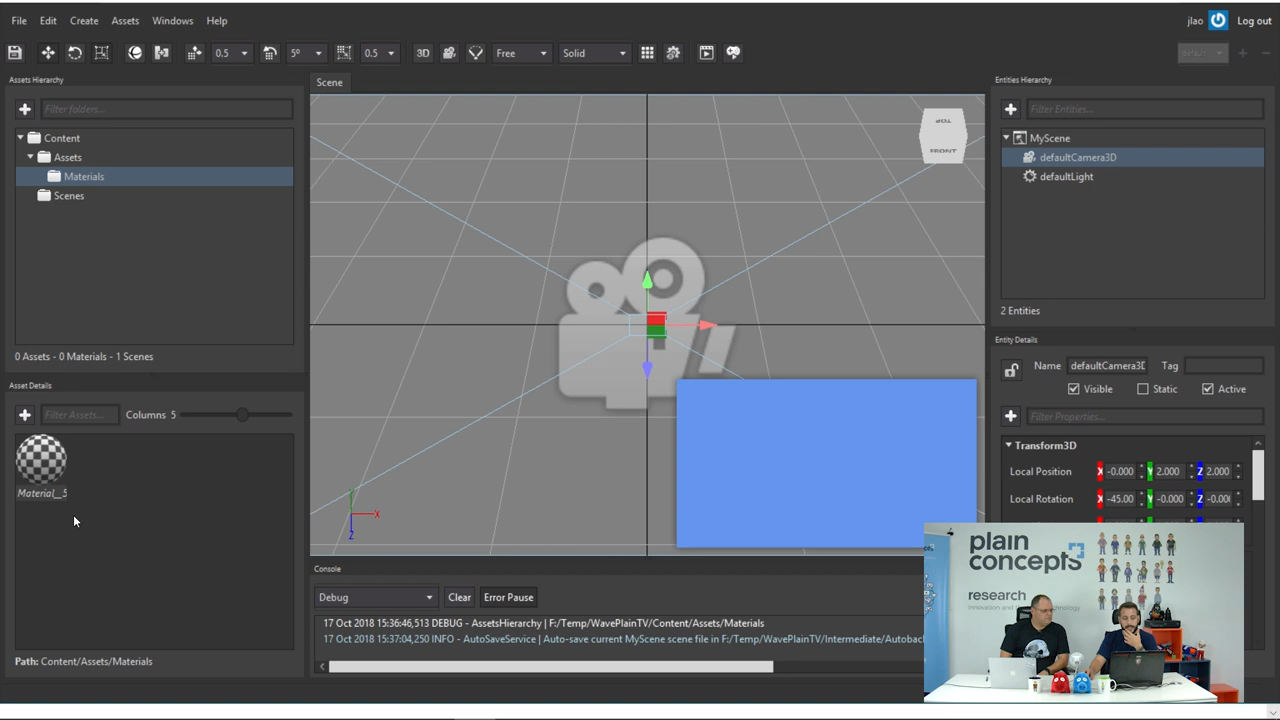 File Edit Create Assets Windows Help
jlao Log out
0.5 5° 0.5 3D Free Solid default
Assets Hierarchy
Filter folders...
Content
Assets
Materials
Scenes
0 Assets - 0 Materials - 1 Scenes
Asset Details
Filter Assets... Columns 5
Material_5
Path: Content/Assets/Materials
Scene
TOP
FRONT
X
Z
Console
Debug Clear Error Pause
17 Oct 2018 15:36:46,513 DEBUG - AssetsHierarchy | F:/Temp/WavePlainTV/Content/Assets/Materials
17 Oct 2018 15:37:04,250 INFO - AutoSaveService | Auto-save current MyScene scene file in F:/Temp/WavePlainTV/Intermediate/Autoback
Entities Hierarchy
Filter Entities...
MyScene
defaultCamera3D
defaultLight
2 Entities
Entity Details
Name defaultCamera3D Tag
Visible Static Active
Filter Properties...
Transform3D
Local Position X -0.000 Y 2.000 Z 2.000
Local Rotation X -45.00 Y -0.000 Z -0.00
plain
concepts
research